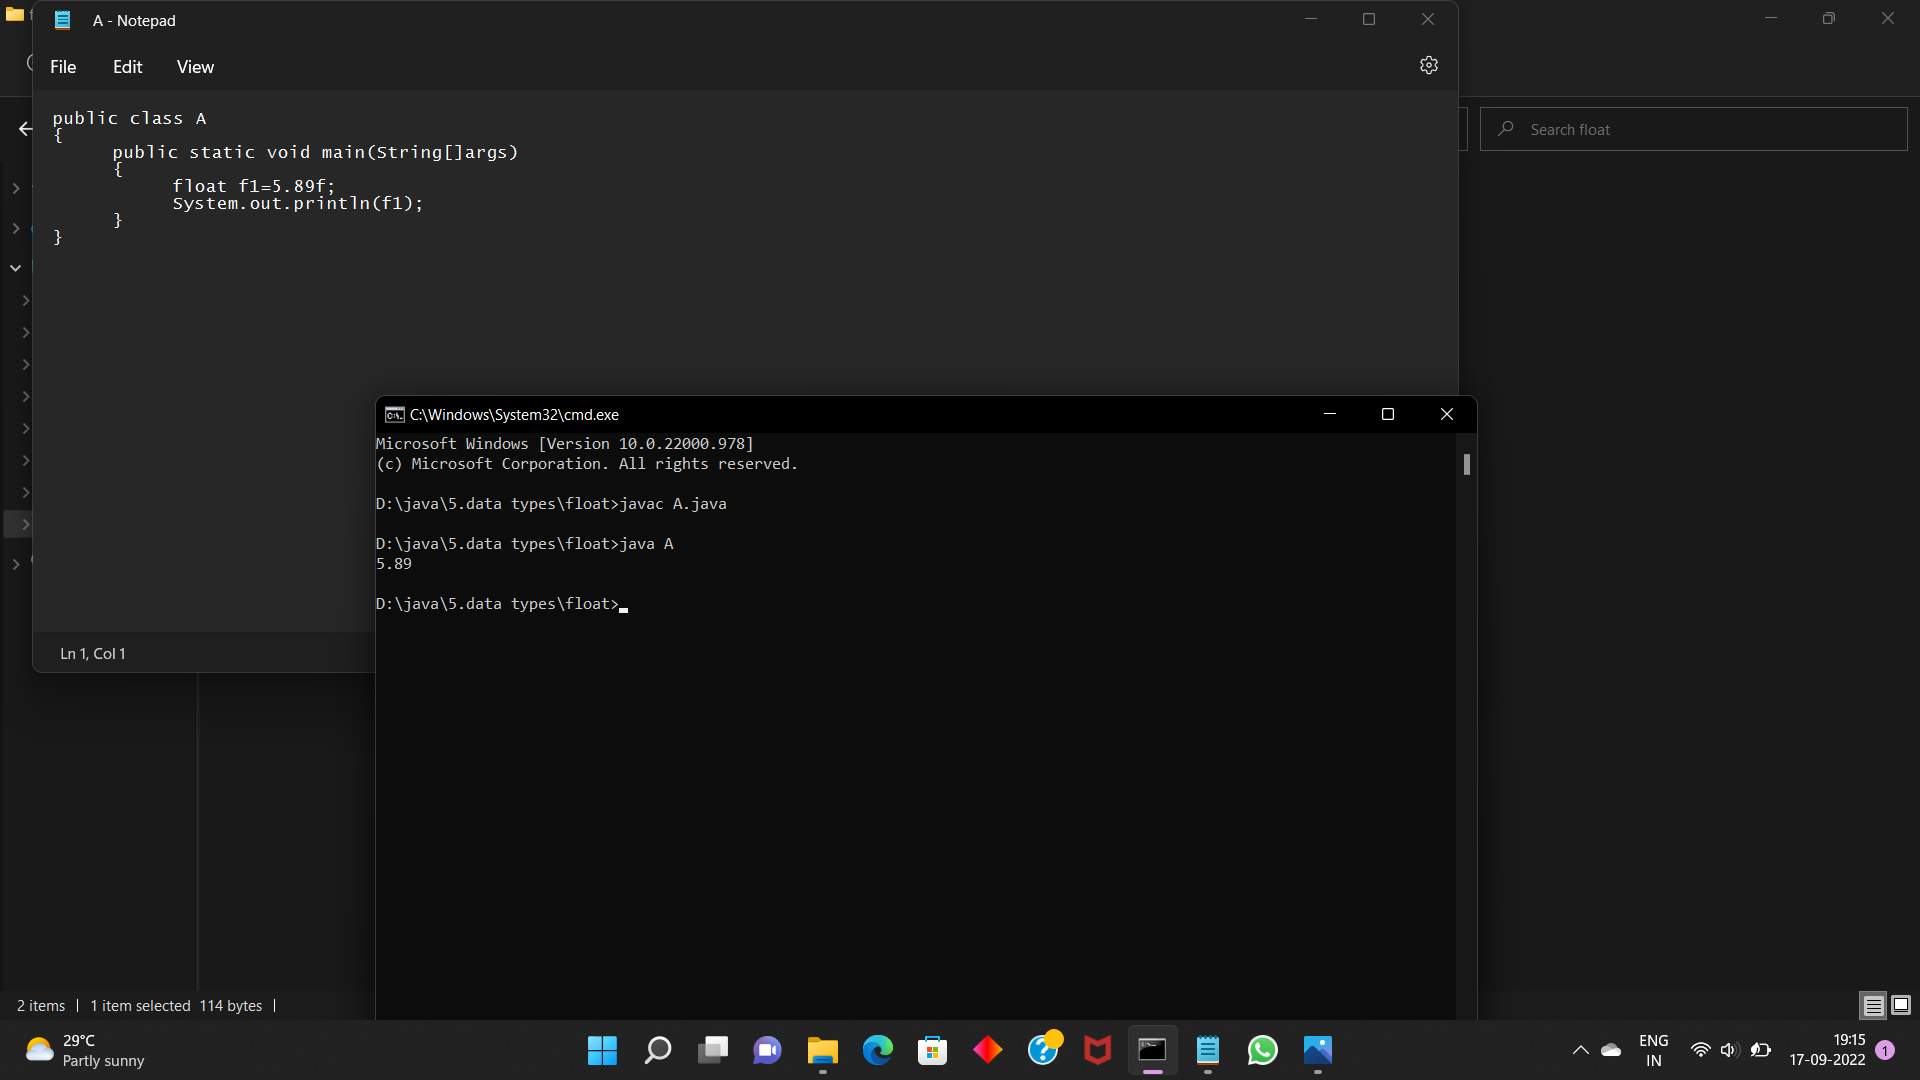 A - Notepad
File Edit View
public class A
{
public static void main(String[]args)
{
float f1=5.89f;
System.out.println(f1);
}
}
Ln 1, Col 1
Search float
C:\Windows\System32\cmd.exe
Microsoft Windows [Version 10.0.22000.978]
(c) Microsoft Corporation. All rights reserved.
D:\java\5.data types\float>javac A.java
D:\java\5.data types\float>java A
5.89
D:\java\5.data types\float>
2 items | 1 item selected 114 bytes |
29°C
Partly sunny
ENG
IN
19:15
17-09-2022
1